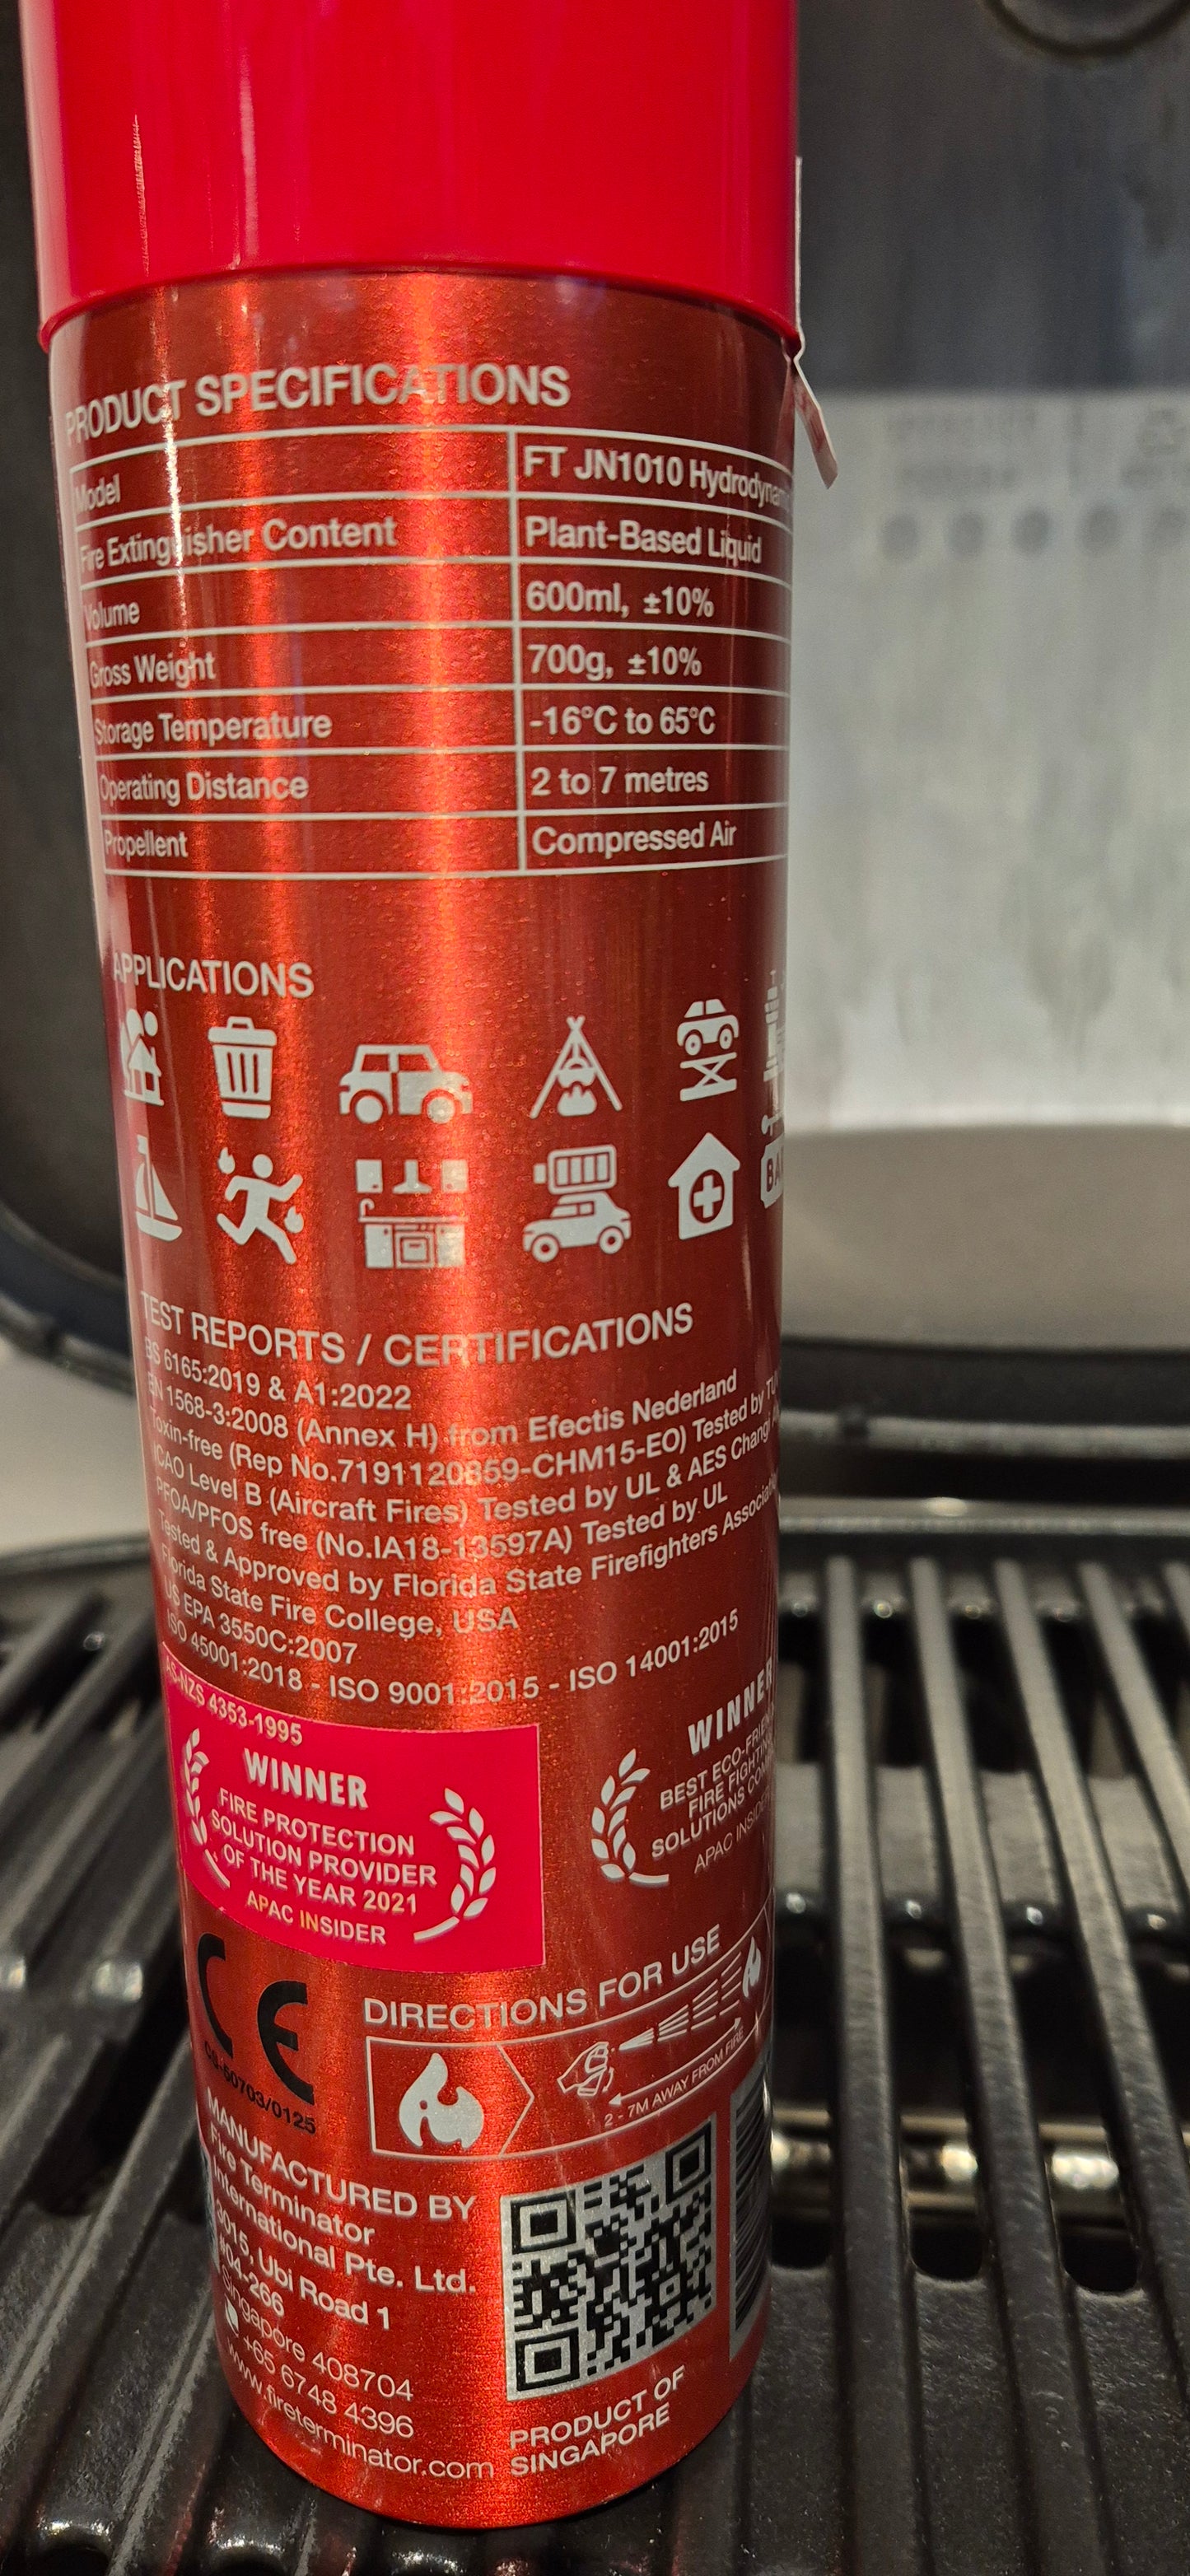 PRODUCT SPECIFICATIONS
Model FT JN1010
Fire Extinguisher Content Plant-Based Liquid
Volume 600ml, ±10%
Gross Weight 700g, ±10%
Storage Temperature -16°C to 65°C
Operating Distance 2 to 7 metres
Propellent Compressed Air
APPLICATIONS
TEST REPORTS / CERTIFICATIONS
BS 6165:2019 & A1:2022
EN 1568-3:2008 (Annex H) from Efectis Nederland
Toxin-free (Rep No.7191120859-CHM15-EO) Tested by
ICAO Level B (Aircraft Fires) Tested by UL & AES Changi
PFOA/PFOS free (No.IA18-13597A) Tested by UL
Tested & Approved by Florida State Firefighters
Florida State Fire College, USA
US EPA 3550C:2007
ISO 45001:2018 - ISO 9001:2015 - ISO 14001:2015
AS-NZS 4353-1995
WINNER
FIRE PROTECTION
SOLUTION PROVIDER
OF THE YEAR 2021
APAC INSIDER
WINNER
BEST
FIRE FIGHTING
SOLUTIONS
APAC INSIDER
CE
DIRECTIONS FOR USE
2 - 7M AWAY FROM FIRE
MANUFACTURED BY
Fire Terminator
International Pte. Ltd.
3015, Ubi Road 1
#04-266
Singapore 408704
+65 6748 4396
www.fireterminator.com
PRODUCT OF
SINGAPORE